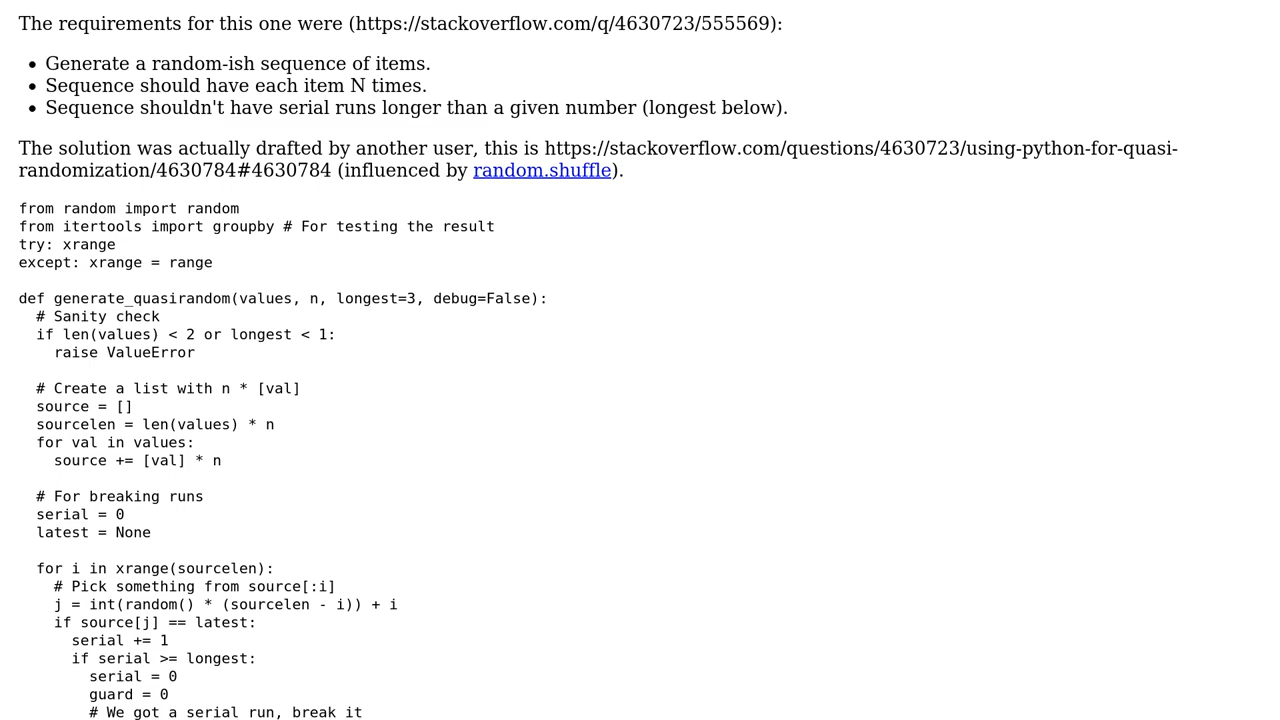 The requirements for this one were (https://stackoverflow.com/q/4630723/555569):
• Generate a random-ish sequence of items.
• Sequence should have each item N times.
• Sequence shouldn't have serial runs longer than a given number (longest below).
The solution was actually drafted by another user, this is https://stackoverflow.com/questions/4630723/using-python-for-quasi-
randomization/4630784#4630784 (influenced by random.shuffle).
from random import random
from itertools import groupby # For testing the result
try: xrange
except: xrange = range
def generate_quasirandom(values, n, longest=3, debug=False):
  # Sanity check
  if len(values) < 2 or longest < 1:
    raise ValueError
  # Create a list with n * [val]
  source = []
  sourcelen = len(values) * n
  for val in values:
    source += [val] * n
  # For breaking runs
  serial = 0
  latest = None
  for i in xrange(sourcelen):
    # Pick something from source[:i]
    j = int(random() * (sourcelen - i)) + i
    if source[j] == latest:
      serial += 1
      if serial >= longest:
        serial = 0
        guard = 0
        # We got a serial run, break it